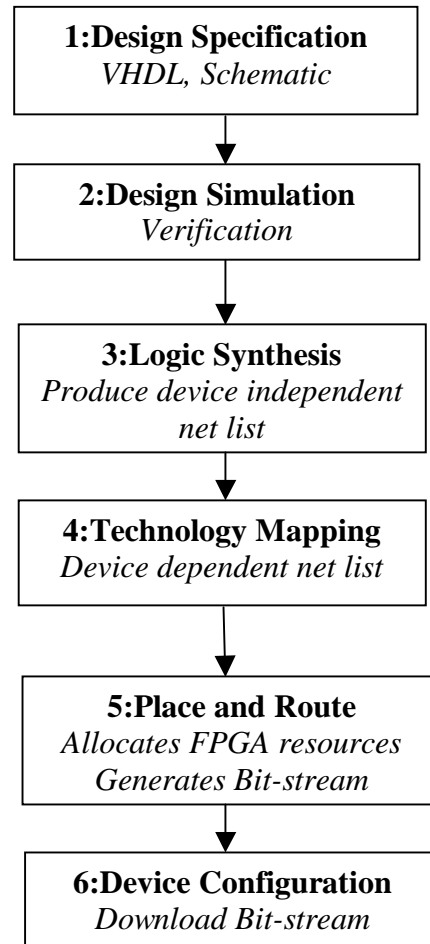 1:Design Specification
VHDL, Schematic
2:Design Simulation
Verification
3:Logic Synthesis
Produce device independent
net list
4:Technology Mapping
Device dependent net list
5:Place and Route
Allocates FPGA resources
Generates Bit-stream
6:Device Configuration
Download Bit-stream